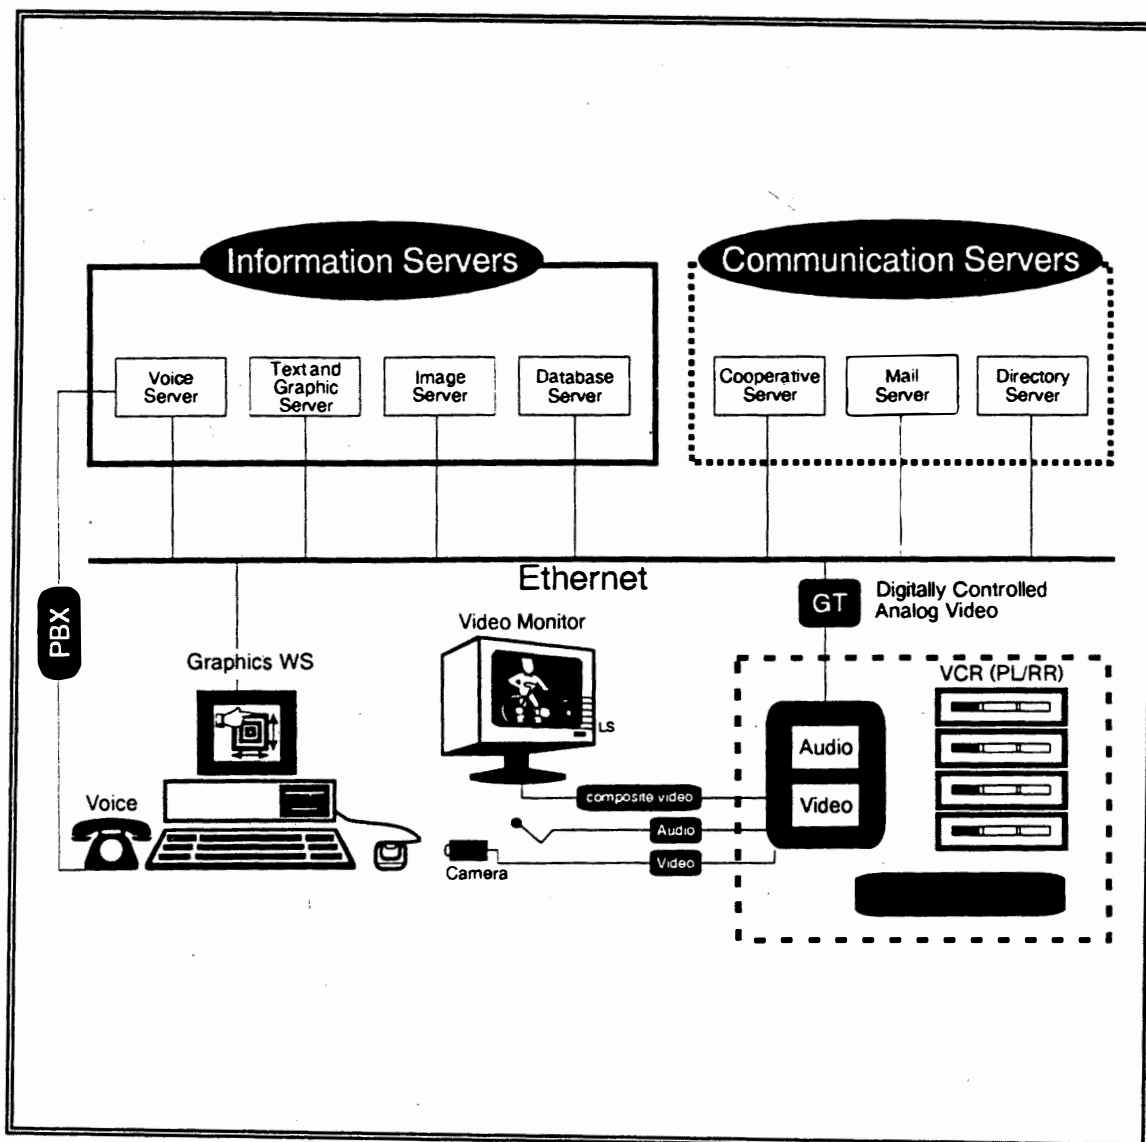 Information Servers
Communication Servers
Voice
Server
Text and
Graphic
Server
Image
Server
Database
Server
Cooperative
Server
Mail
Server
Directory
Server
Ethernet
PBX
GT
Digitally Controlled
Analog Video
Video Monitor
Graphics WS
VCR (PL/RR)
LS
Audio
Video
composite video
Voice
Audio
Video
Camera